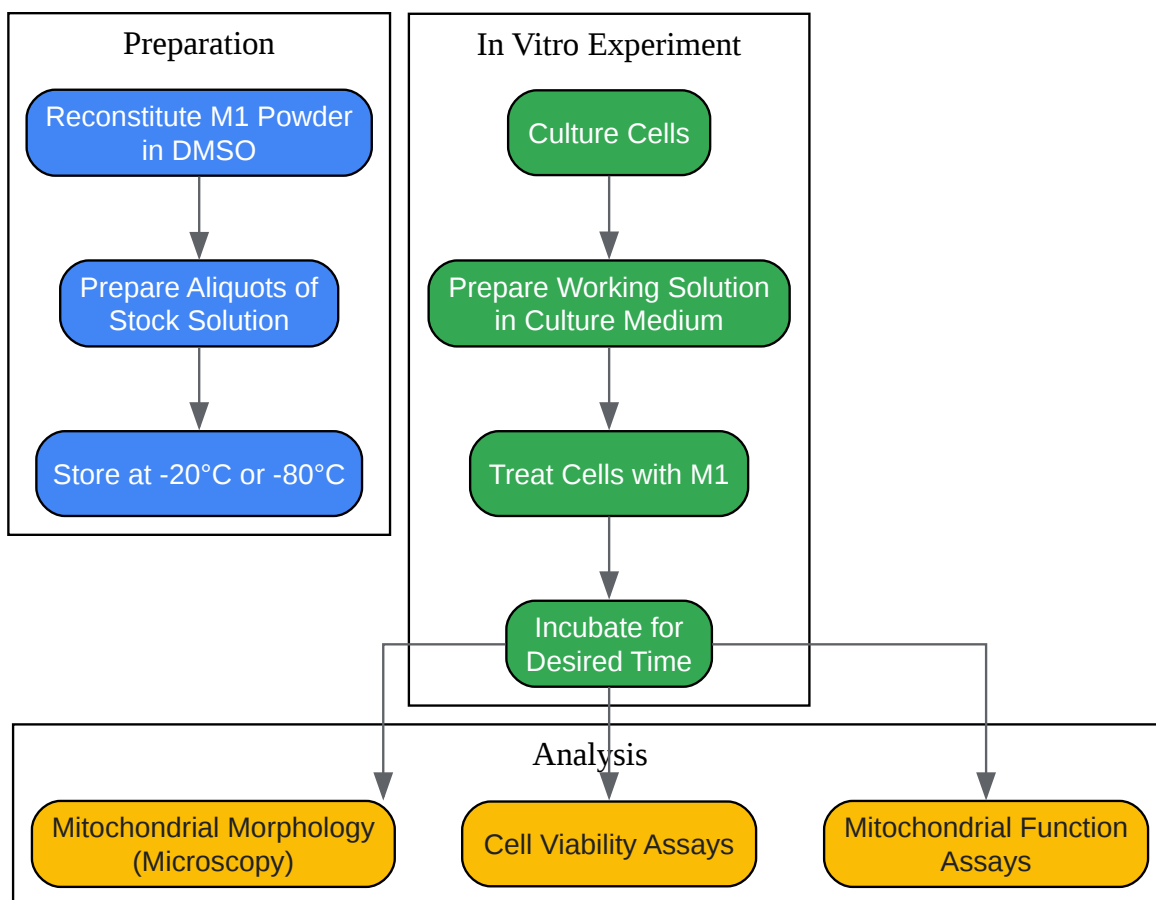 Preparation
Reconstitute M1 Powder
in DMSO
Prepare Aliquots of
Stock Solution
Store at -20°C or -80°C
In Vitro Experiment
Culture Cells
Prepare Working Solution
in Culture Medium
Treat Cells with M1
Incubate for
Desired Time
Analysis
Mitochondrial Morphology
(Microscopy)
Cell Viability Assays
Mitochondrial Function
Assays